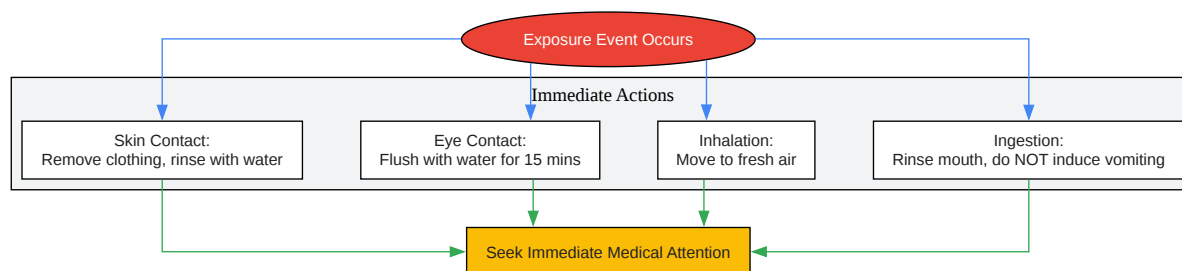 Exposure Event Occurs
Immediate Actions
Skin Contact:
Remove clothing, rinse with water
Eye Contact:
Flush with water for 15 mins
Inhalation:
Move to fresh air
Ingestion:
Rinse mouth, do NOT induce vomiting
Seek Immediate Medical Attention